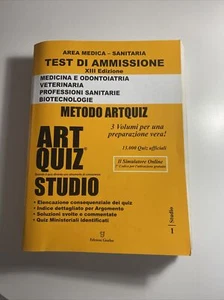 AREA MEDICA - SANITARIA
TEST DI AMMISSIONE
XIII Edizione
MEDICINA E ODONTOIATRIA
VETERINARIA
PROFESSIONI SANITARIE
BIOTECNOLOGIE
METODO ARTQUIZ
ART
QUIZ®
STUDIO
3 Volumi per una
preparazione vera!
15.000 Quiz ufficiali
Il Simulatore Online
• Elencazione consequenziale dei quiz
• Indice dettagliato per Argomento
• Soluzioni svolte e commentate
• Quiz Ministeriali identificati
Studio
1